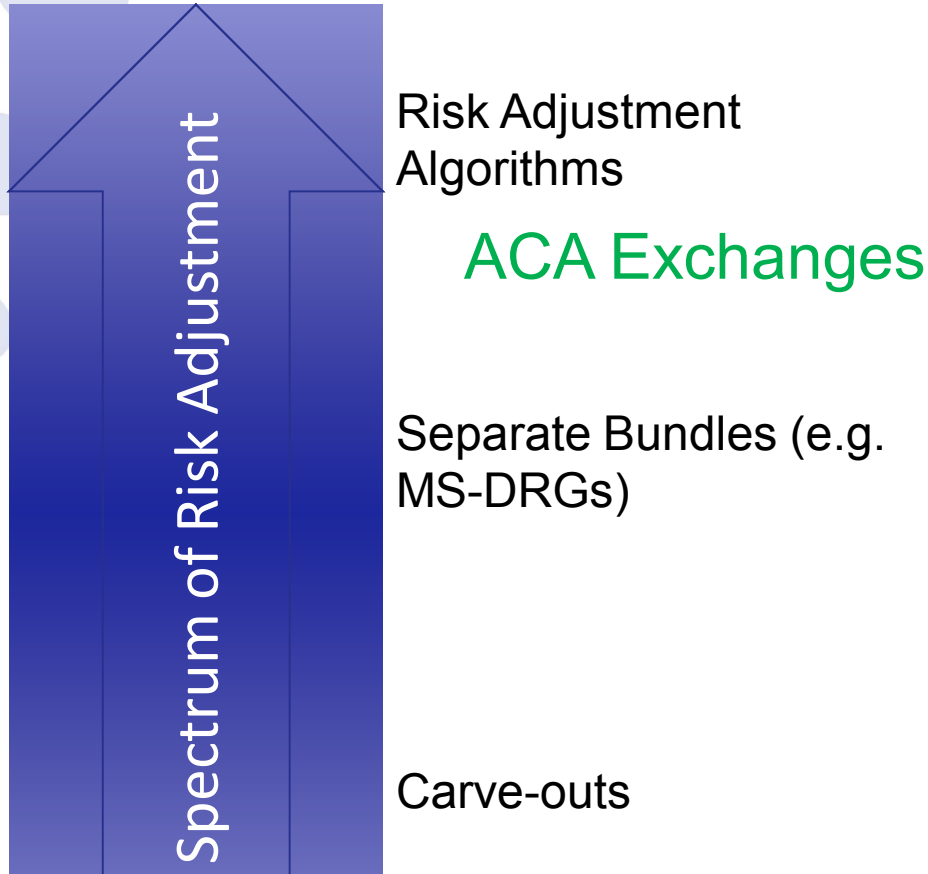 Spectrum of Risk Adjustment
Risk Adjustment
Algorithms
ACA Exchanges
Separate Bundles (e.g.
MS-DRGs)
Carve-outs